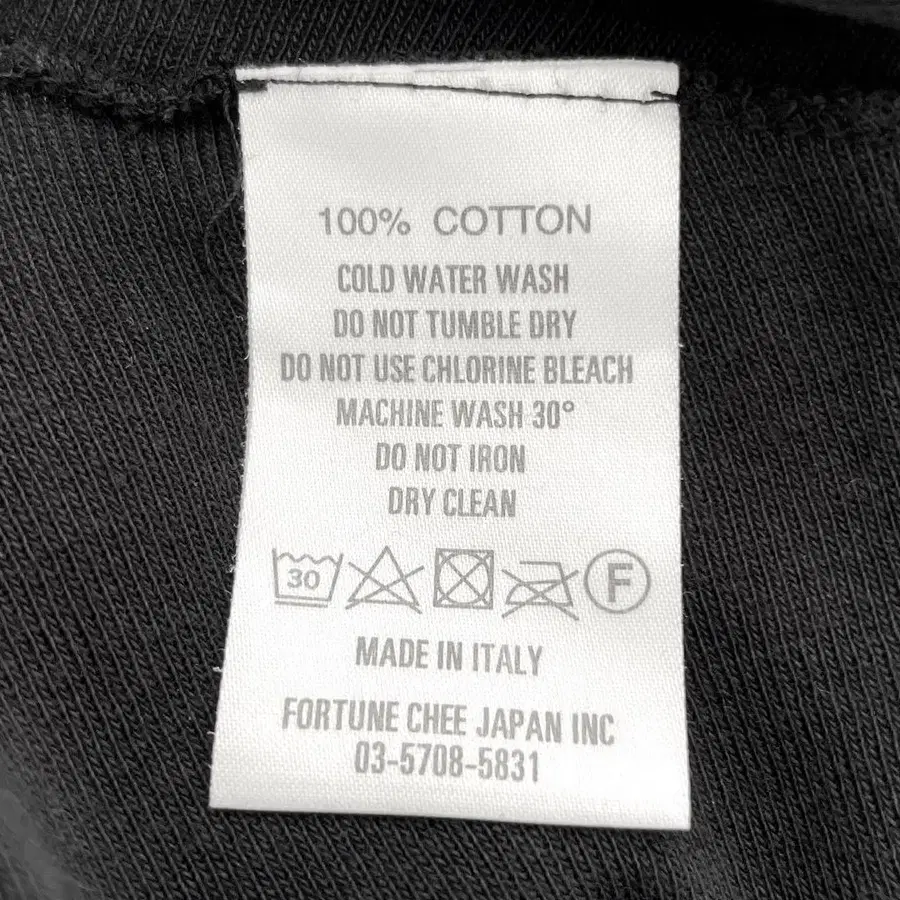 100% COTTON
COLD WATER WASH
DO NOT TUMBLE DRY
DO NOT USE CHLORINE BLEACH
MACHINE WASH 30°
DO NOT IRON
DRY CLEAN
30 F
MADE IN ITALY
FORTUNE CHEE JAPAN INC
03-5708-5831